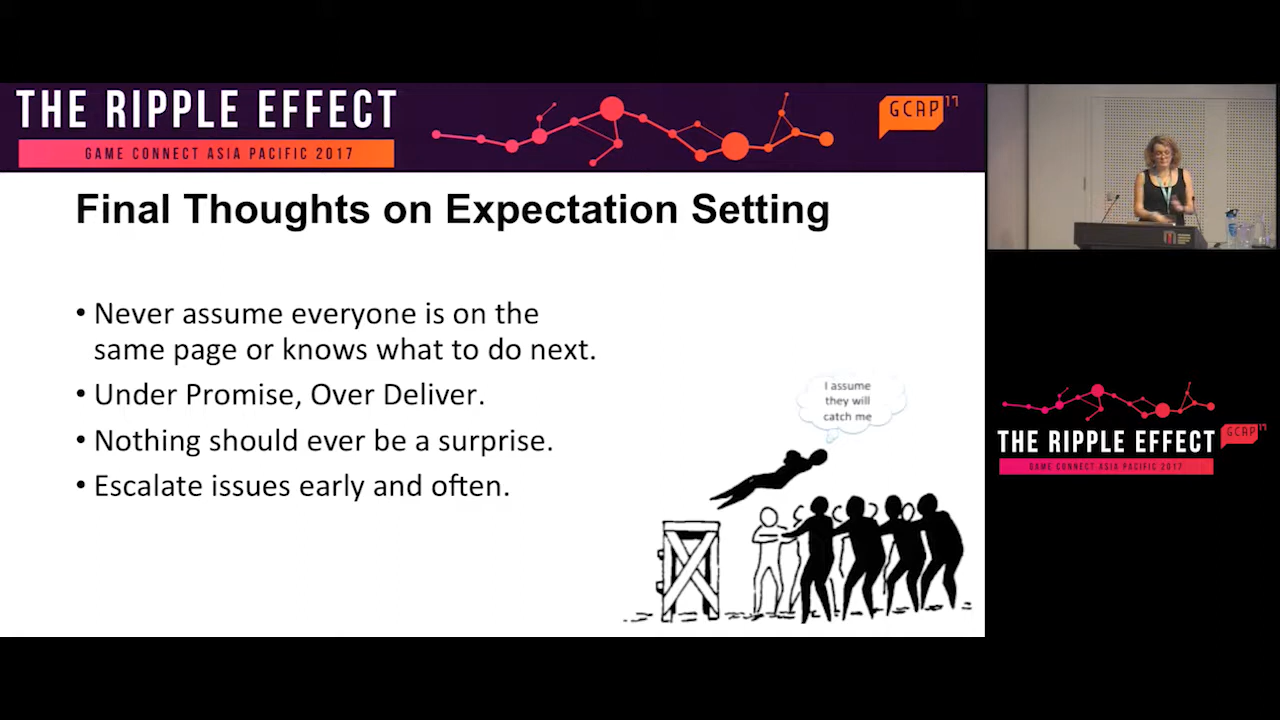 THE RIPPLE EFFECT
GAME CONNECT ASIA PACIFIC 2017
GCAP 17
Final Thoughts on Expectation Setting
• Never assume everyone is on the
same page or knows what to do next.
• Under Promise, Over Deliver.
• Nothing should ever be a surprise.
• Escalate issues early and often.
I assume
they will
catch me
THE RIPPLE EFFECT
GCAP 17
GAME CONNECT ASIA PACIFIC 2017